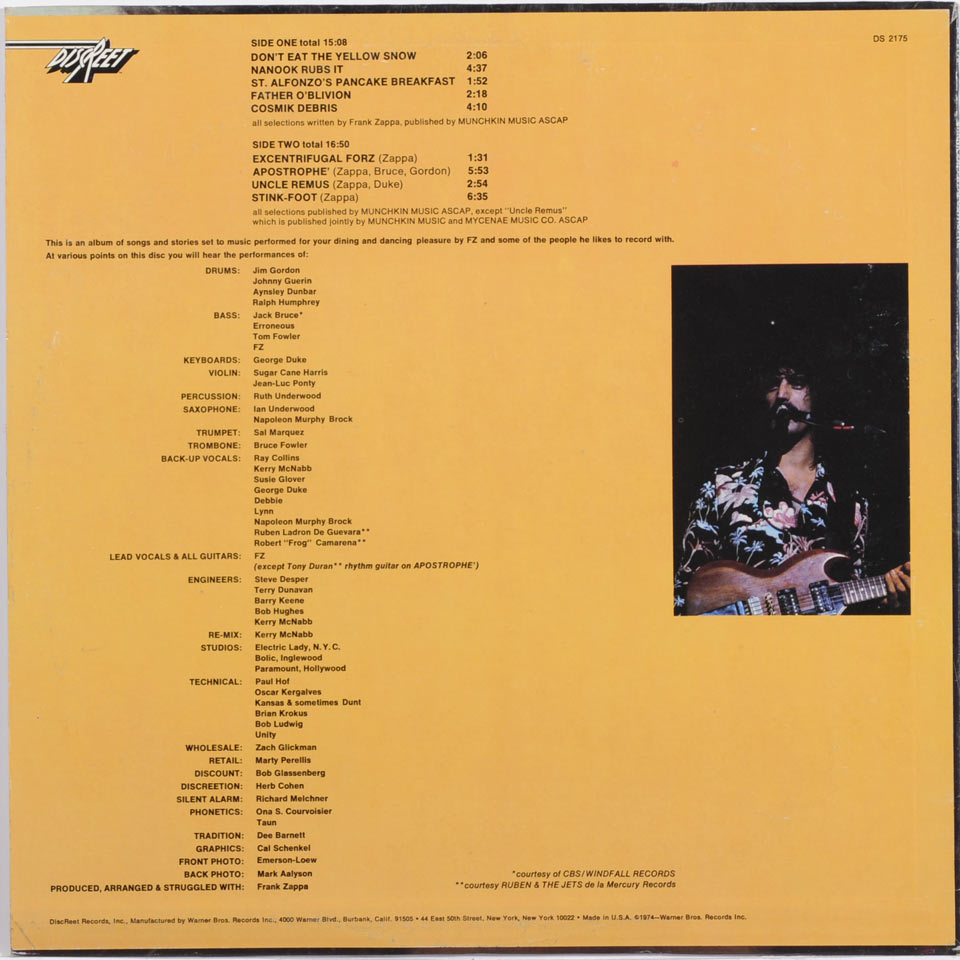 DISCREET
DS 2175
SIDE ONE total 15:08
DON'T EAT THE YELLOW SNOW 2:06
NANOOK RUBS IT 4:37
ST. ALFONZO'S PANCAKE BREAKFAST 1:52
FATHER O'BLIVION 2:18
COSMIK DEBRIS 4:10
all selections written by Frank Zappa, published by MUNCHKIN MUSIC ASCAP
SIDE TWO total 16:50
EXCENTRIFUGAL FORZ (Zappa) 1:31
APOSTROPHE' (Zappa, Bruce, Gordon) 5:53
UNCLE REMUS (Zappa, Duke) 2:54
STINK-FOOT (Zappa) 6:35
all selections published by MUNCHKIN MUSIC ASCAP, except "Uncle Remus"
which is published jointly by MUNCHKIN MUSIC and MYCENAE MUSIC CO. ASCAP
This is an album of songs and stories set to music performed for your dining and dancing pleasure by FZ and some of the people he likes to record with.
At various points on this disc you will hear the performances of:
DRUMS: Jim Gordon
Johnny Guerin
Aynsley Dunbar
Ralph Humphrey
BASS: Jack Bruce*
Erroneous
Tom Fowler
FZ
KEYBOARDS: George Duke
VIOLIN: Sugar Cane Harris
Jean-Luc Ponty
PERCUSSION: Ruth Underwood
SAXOPHONE: Ian Underwood
Napoleon Murphy Brock
TRUMPET: Sal Marquez
TROMBONE: Bruce Fowler
BACK-UP VOCALS: Ray Collins
Kerry McNabb
Susie Glover
George Duke
Debbie
Lynn
Napoleon Murphy Brock
Ruben Ladron De Guevara**
Robert "Frog" Camarena**
LEAD VOCALS & ALL GUITARS: FZ
(except Tony Duran** rhythm guitar on APOSTROPHE')
ENGINEERS: Steve Desper
Terry Dunavan
Barry Keene
Bob Hughes
Kerry McNabb
RE-MIX: Kerry McNabb
STUDIOS: Electric Lady, N.Y.C.
Bolic, Inglewood
Paramount, Hollywood
TECHNICAL: Paul Hof
Oscar Kergalves
Kansas & sometimes Dunt
Brian Krokus
Bob Ludwig
Unity
WHOLESALE: Zach Glickman
RETAIL: Marty Perellis
DISCOUNT: Bob Glassenberg
DISCREETION: Herb Cohen
SILENT ALARM: Richard Meichner
PHONETICS: Ona S. Courvoisier
Taun
TRADITION: Dee Barnett
GRAPHICS: Cal Schenkel
FRONT PHOTO: Emerson-Loew
BACK PHOTO: Mark Aalyson
PRODUCED, ARRANGED & STRUGGLED WITH: Frank Zappa
*courtesy of CBS/WINDFALL RECORDS
**courtesy RUBEN & THE JETS de la Mercury Records
DiscReet Records, Inc., Manufactured by Warner Bros. Records Inc., 4000 Warner Blvd., Burbank, Calif. 91505 • 44 East 50th Street, New York, New York 10022 • Made in U.S.A. ©1974—Warner Bros. Records Inc.